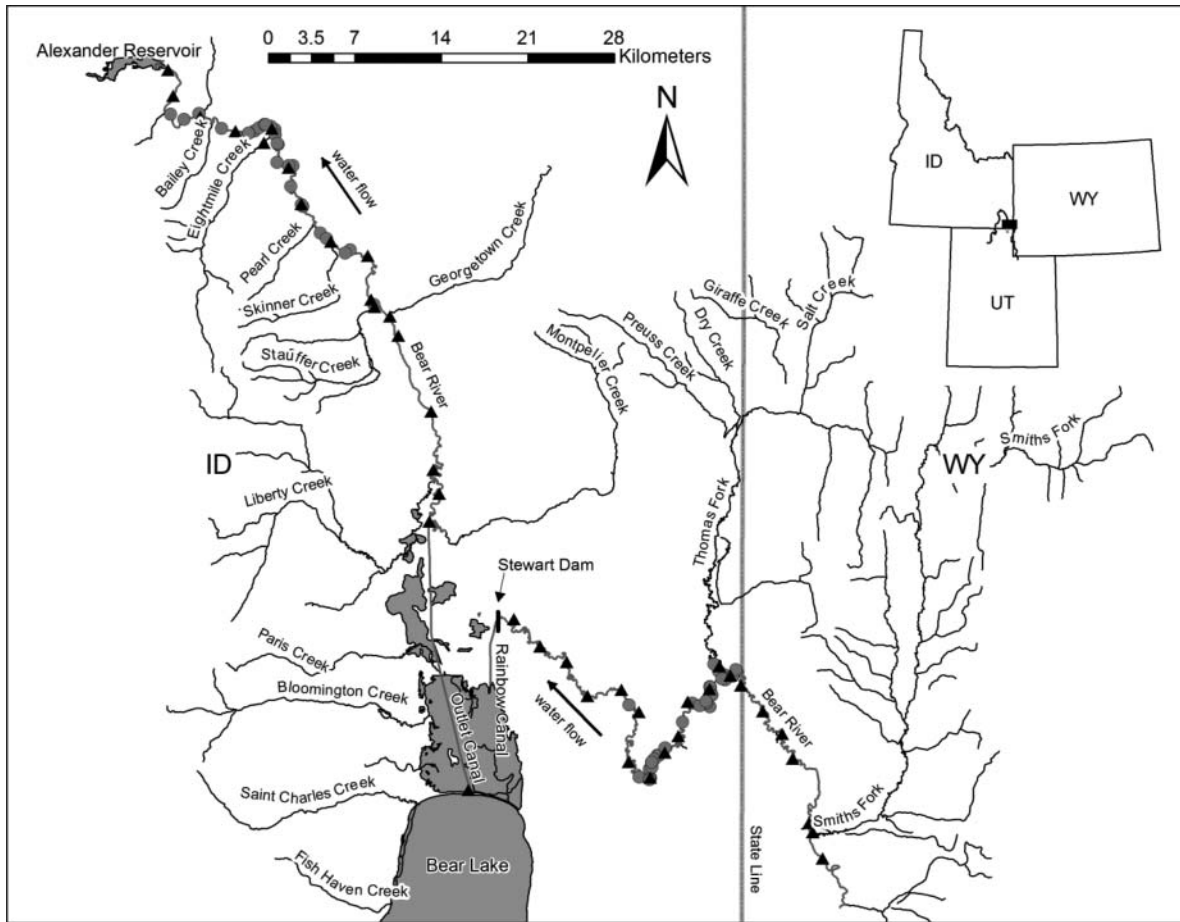 Alexander Reservoir
0 3.5 7 14 21 28
Kilometers
N
ID
WY
UT
Bailey Creek
Eightmile Creek
water flow
Pearl Creek
Skinner Creek
Georgetown Creek
Stauffer Creek
Bear River
Montpelier Creek
Preuss Creek
Dry Creek
Giraffe Creek
Salt Creek
Smiths Fork
ID
WY
Liberty Creek
Thomas Fork
Stewart Dam
Paris Creek
Bloomington Creek
Rainbow Canal
Outlet Canal
water flow
Bear River
Saint Charles Creek
Smiths Fork
Bear Lake
State Line
Fish Haven Creek